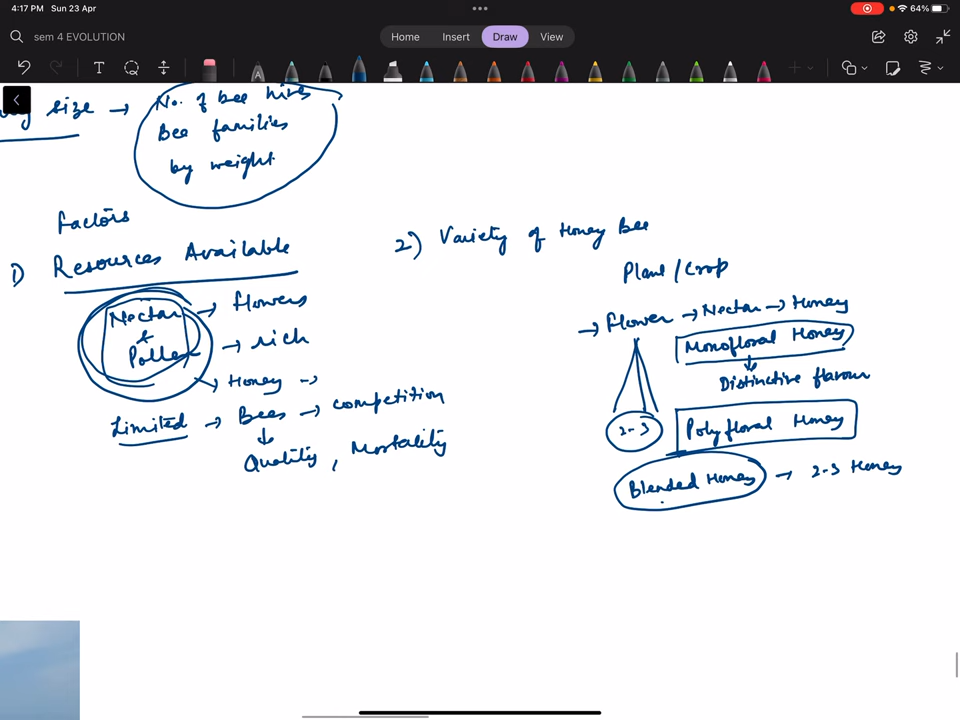 4:17 PM Sun 23 Apr
64%
sem 4 EVOLUTION
Home Insert Draw View
T
A
size → No. of bee hives
Bee families
by weight
Factors
1) Resources Available
Nectar
&
Pollen
→ flowers
→ rich
→ Honey →
Limited → Bees → competition
↓
Quality, Mortality
2) Variety of Honey Bee
Plant / Crop
→ Flower → Nectar → Honey
Monofloral Honey
↓
Distinctive flavour
2-3
Polyfloral Honey
Blended Honey → 2-3 Honey